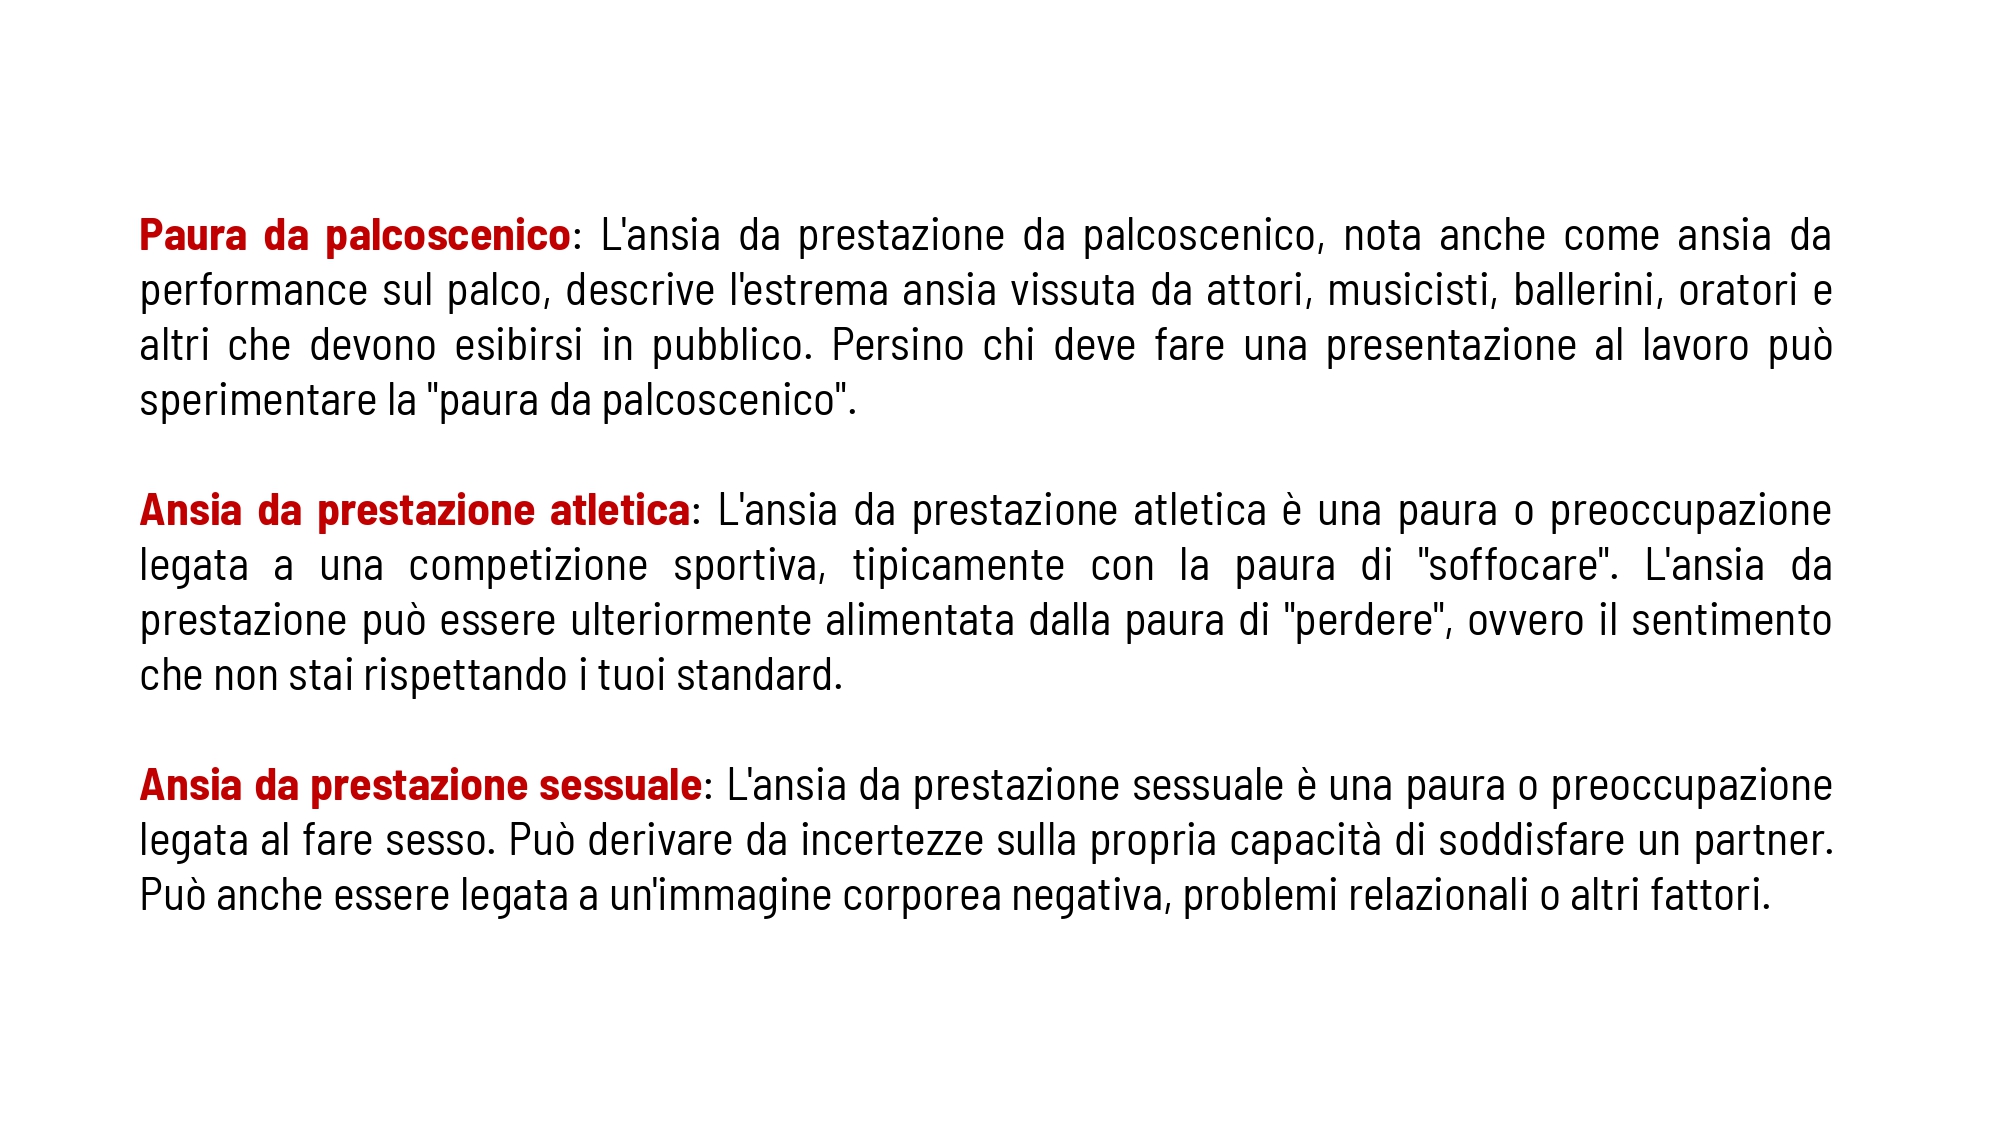 Paura da palcoscenico: L'ansia da prestazione da palcoscenico, nota anche come ansia da
performance sul palco, descrive l'estrema ansia vissuta da attori, musicisti, ballerini, oratori e
altri che devono esibirsi in pubblico. Persino chi deve fare una presentazione al lavoro può
sperimentare la "paura da palcoscenico".
Ansia da prestazione atletica: L'ansia da prestazione atletica è una paura o preoccupazione
legata a una competizione sportiva, tipicamente con la paura di "soffocare". L'ansia da
prestazione può essere ulteriormente alimentata dalla paura di "perdere", ovvero il sentimento
che non stai rispettando i tuoi standard.
Ansia da prestazione sessuale: L'ansia da prestazione sessuale è una paura o preoccupazione
legata al fare sesso. Può derivare da incertezze sulla propria capacità di soddisfare un partner.
Può anche essere legata a un'immagine corporea negativa, problemi relazionali o altri fattori.